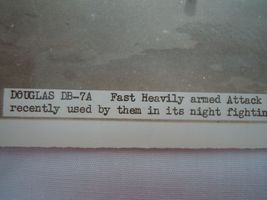 DOUGLAS DB-7A   Fast Heavily armed Attack
recently used by them in its night fightin